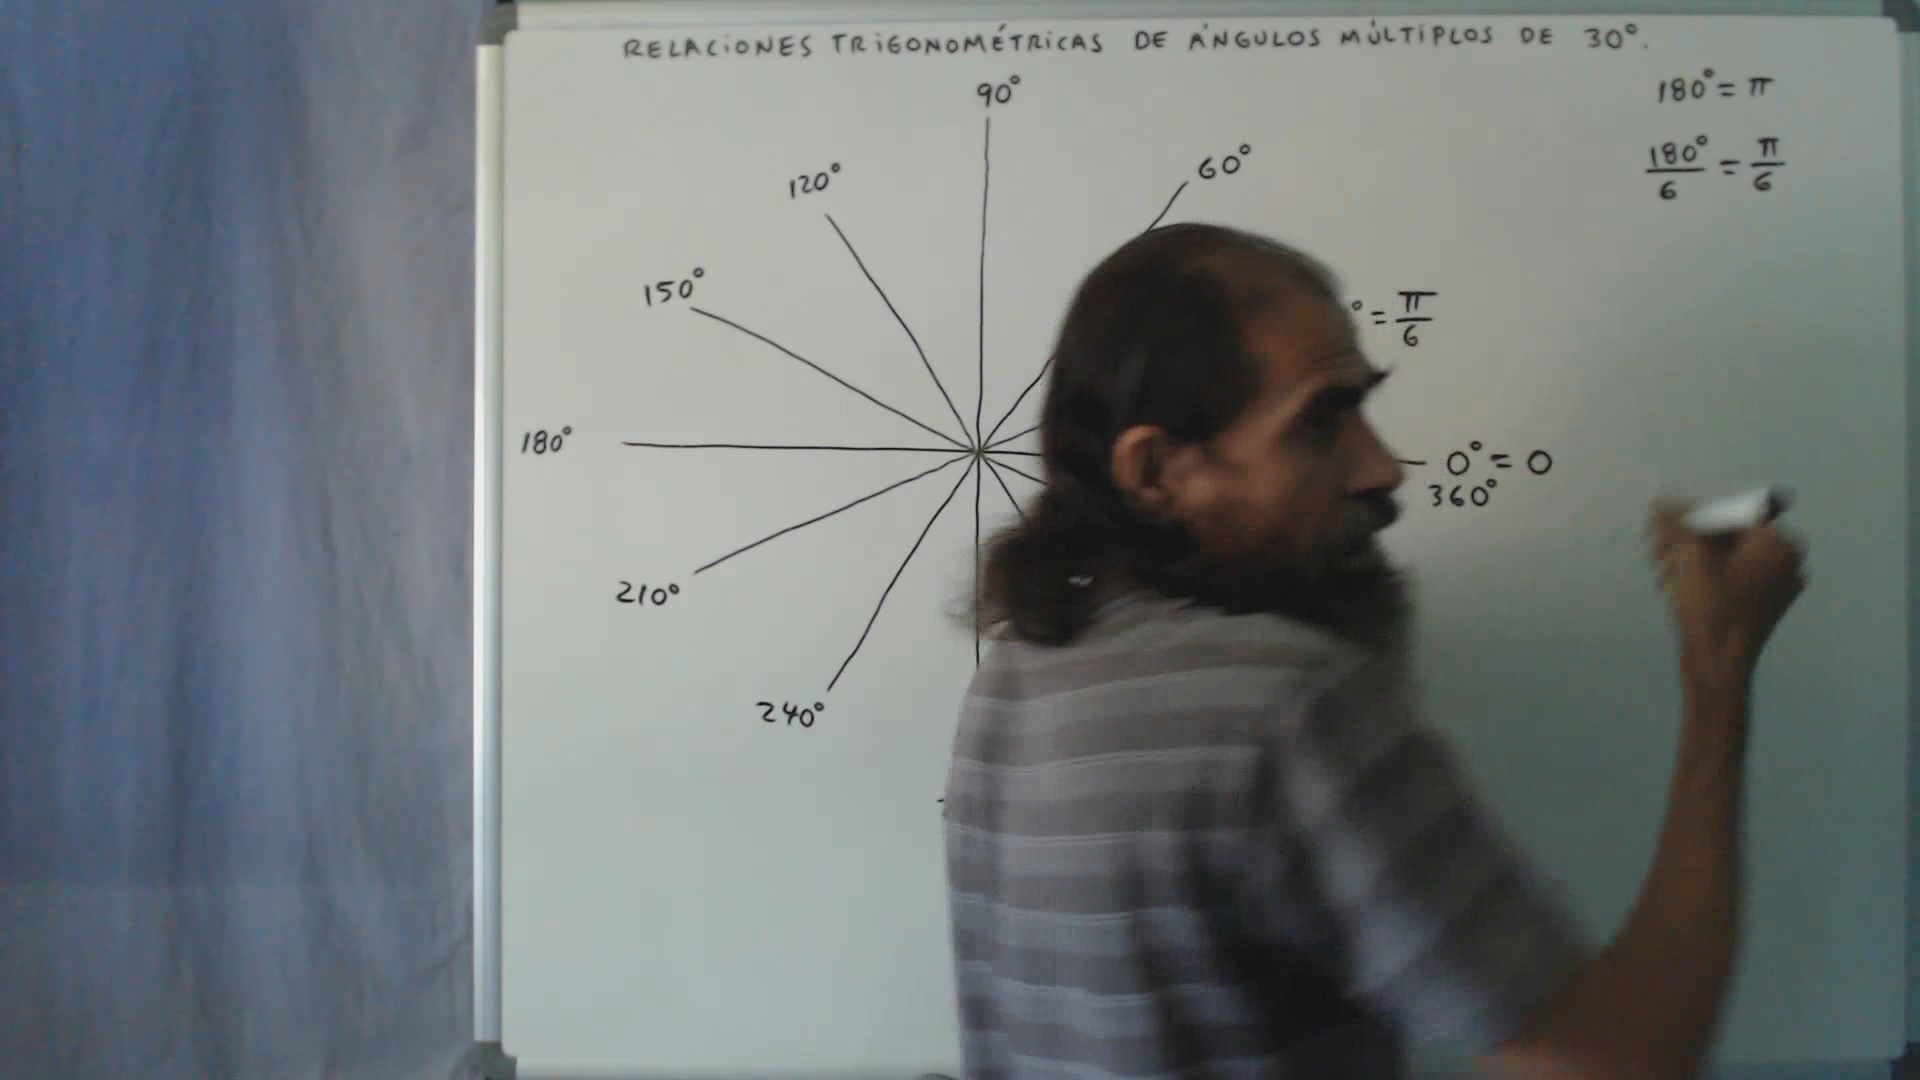 RELACIONES TRIGONOMÉTRICAS DE ÁNGULOS MÚLTIPLOS DE 30°.
180° = π
180°/6 = π/6
90°
60°
120°
150°
° = π/6
180°
0° = 0
360°
210°
240°